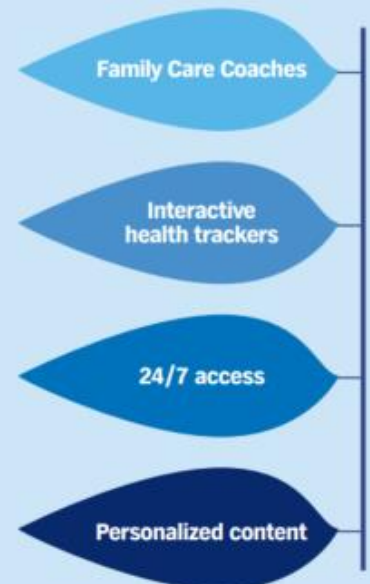 Family Care Coaches
Interactive
health trackers
24/7 access
Personalized content